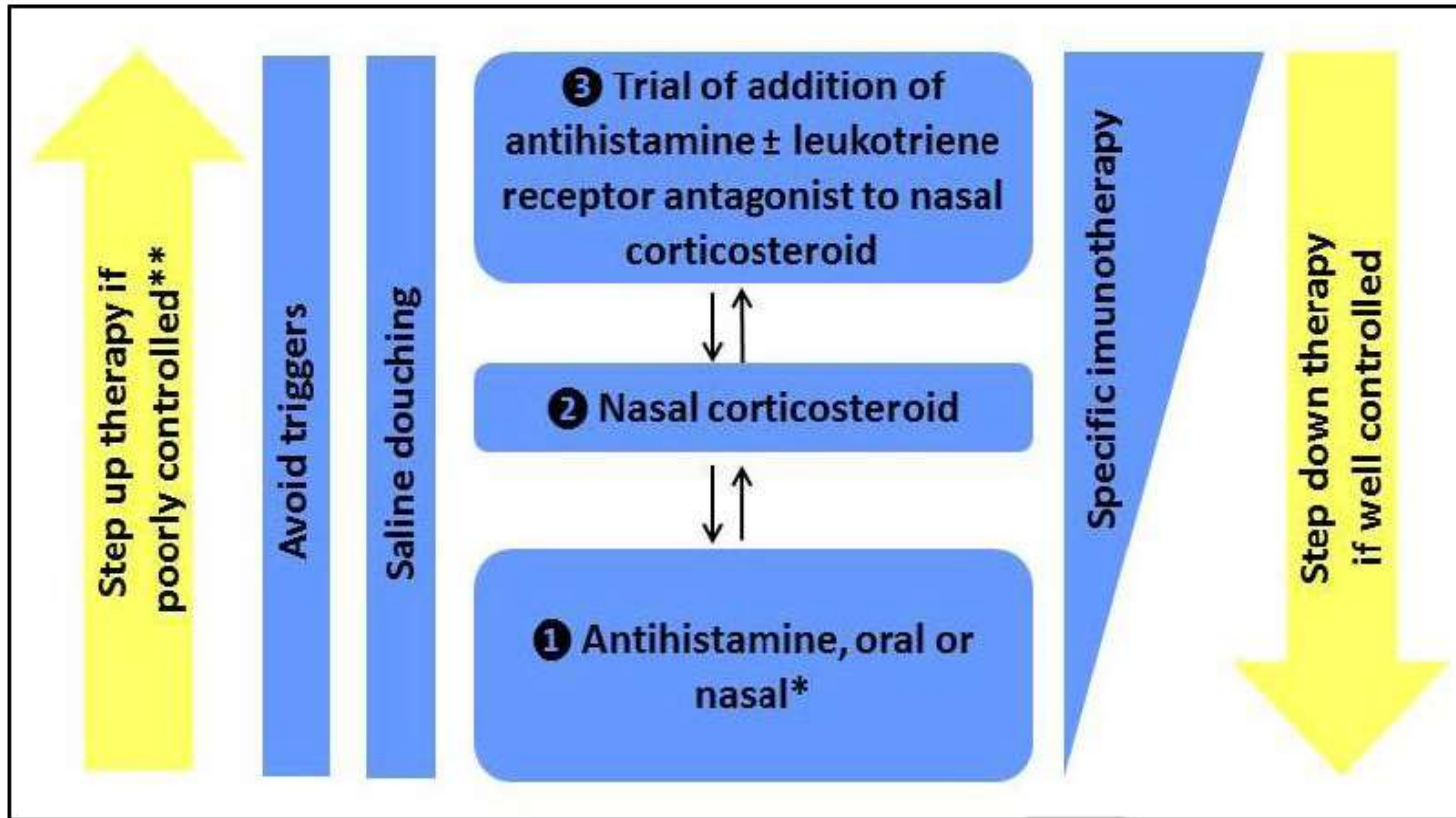 Step up therapy if
poorly controlled**
Avoid triggers
Saline douching
❸ Trial of addition of
antihistamine ± leukotriene
receptor antagonist to nasal
corticosteroid
❷ Nasal corticosteroid
❶ Antihistamine, oral or
nasal*
Specific imunotherapy
Step down therapy
if well controlled